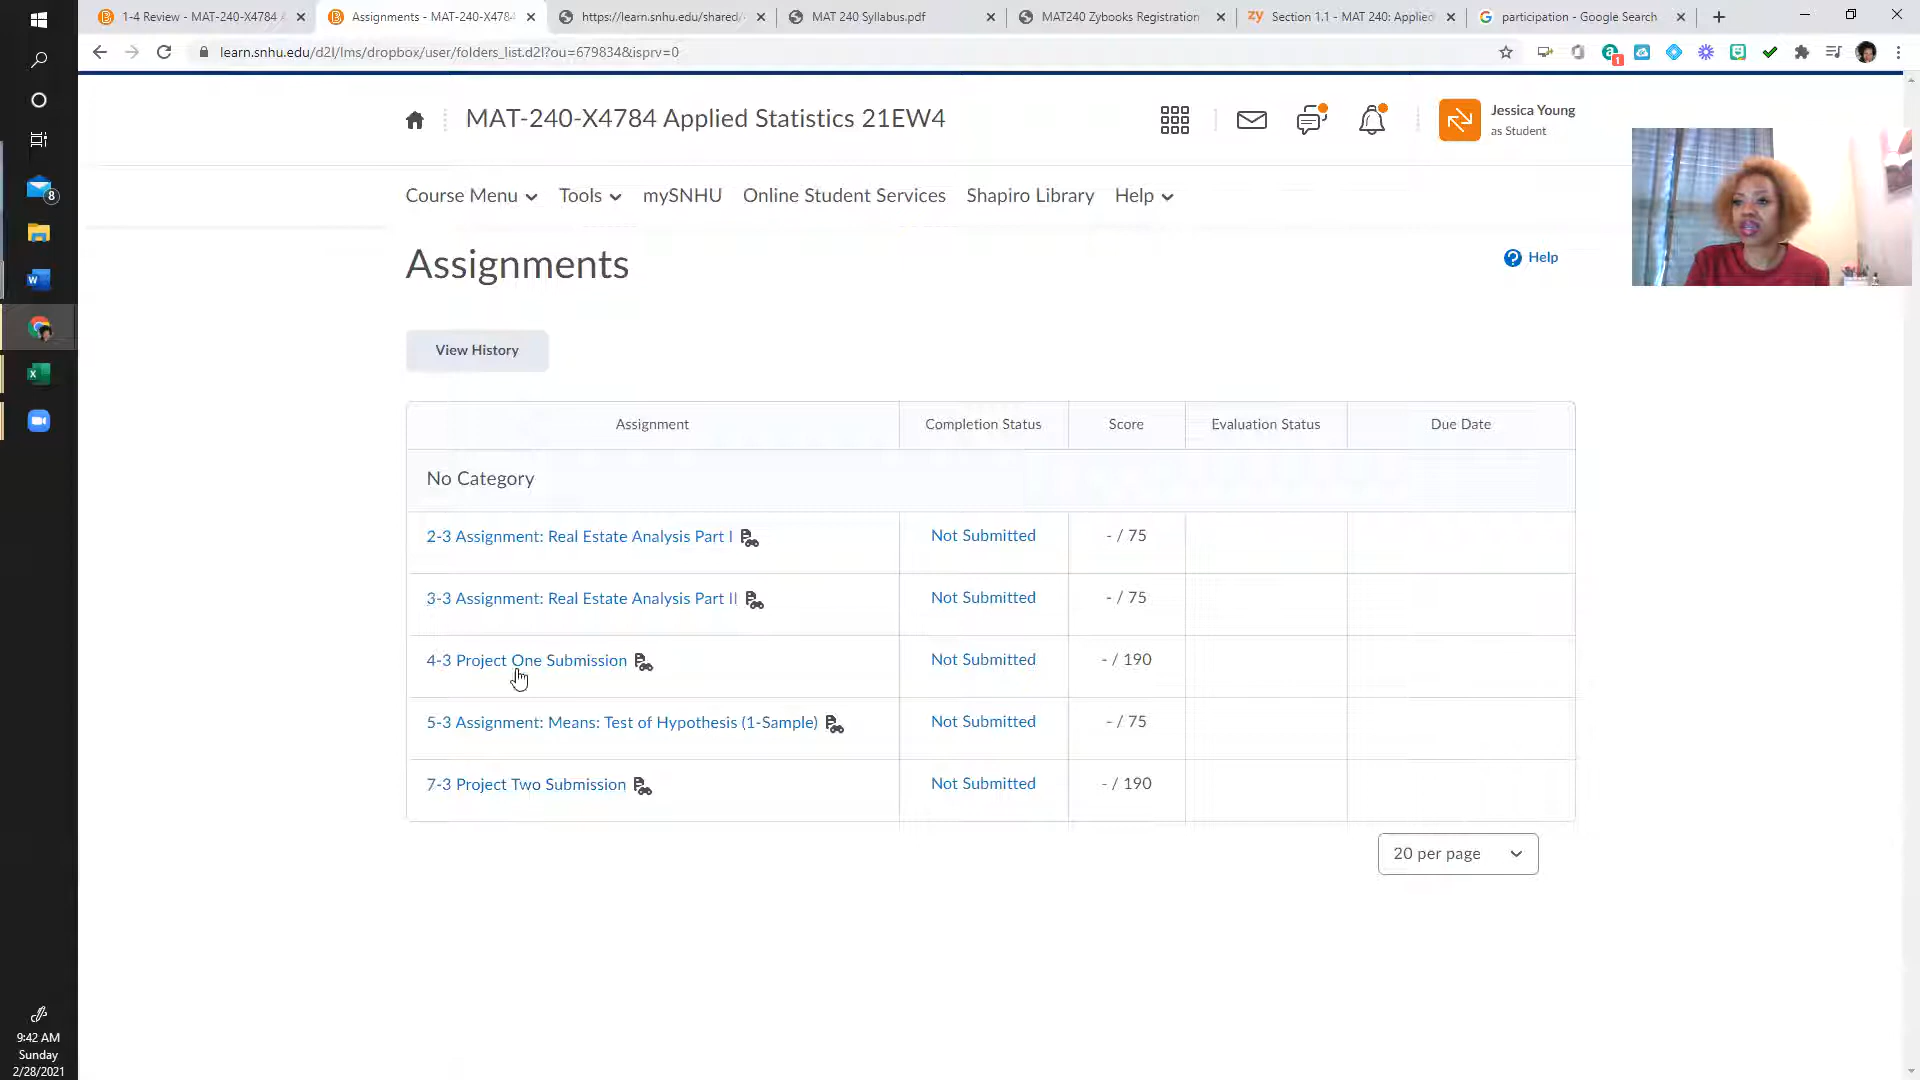 1-4 Review - MAT-240-X4784
Assignments - MAT-240-X4784
https://learn.snhu.edu/shared/
MAT 240 Syllabus.pdf
MAT240 Zybooks Registration
zy Section 1.1 - MAT 240: Applied
participation - Google Search
learn.snhu.edu/d2l/lms/dropbox/user/folders_list.d2l?ou=679834&isprv=0
1
MAT-240-X4784 Applied Statistics 21EW4
Jessica Young
as Student
Course Menu
Tools
mySNHU
Online Student Services
Shapiro Library
Help
Assignments
Help
View History
Assignment
Completion Status
Score
Evaluation Status
Due Date
No Category
2-3 Assignment: Real Estate Analysis Part I
Not Submitted
- / 75
3-3 Assignment: Real Estate Analysis Part II
Not Submitted
- / 75
4-3 Project One Submission
Not Submitted
- / 190
5-3 Assignment: Means: Test of Hypothesis (1-Sample)
Not Submitted
- / 75
7-3 Project Two Submission
Not Submitted
- / 190
20 per page
8
9:42 AM
Sunday
2/28/2021